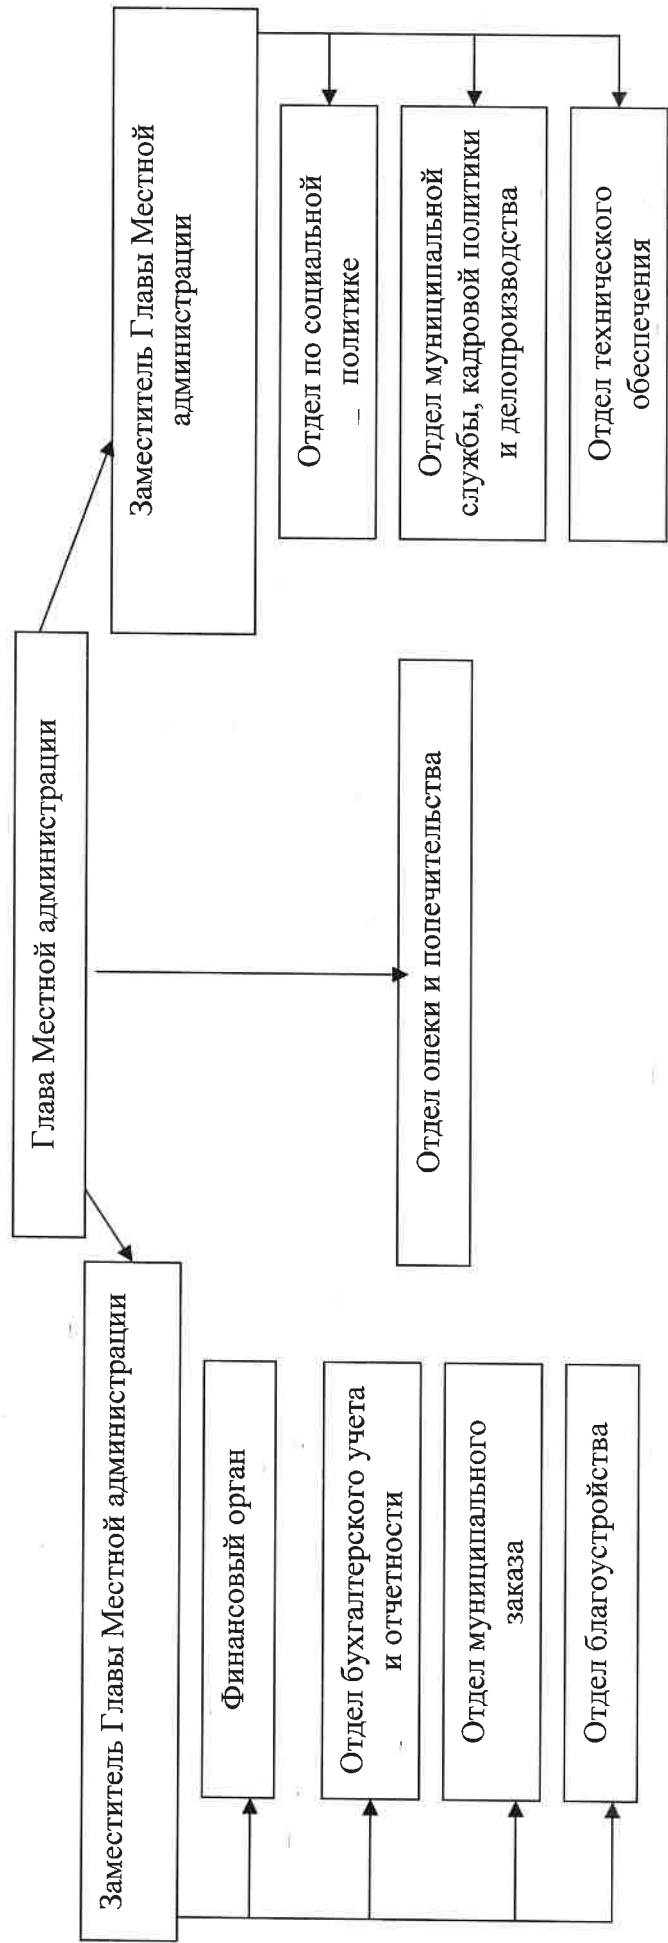 Глава Местной администрации
Заместитель Главы Местной администрации
Финансовый орган
Отдел бухгалтерского учета
и отчетности
Отдел муниципального
заказа
Отдел благоустройства
Отдел опеки и попечительства
Заместитель Главы Местной
администрации
Отдел по социальной
политике
Отдел муниципальной
службы, кадровой политики
и делопроизводства
Отдел технического
обеспечения